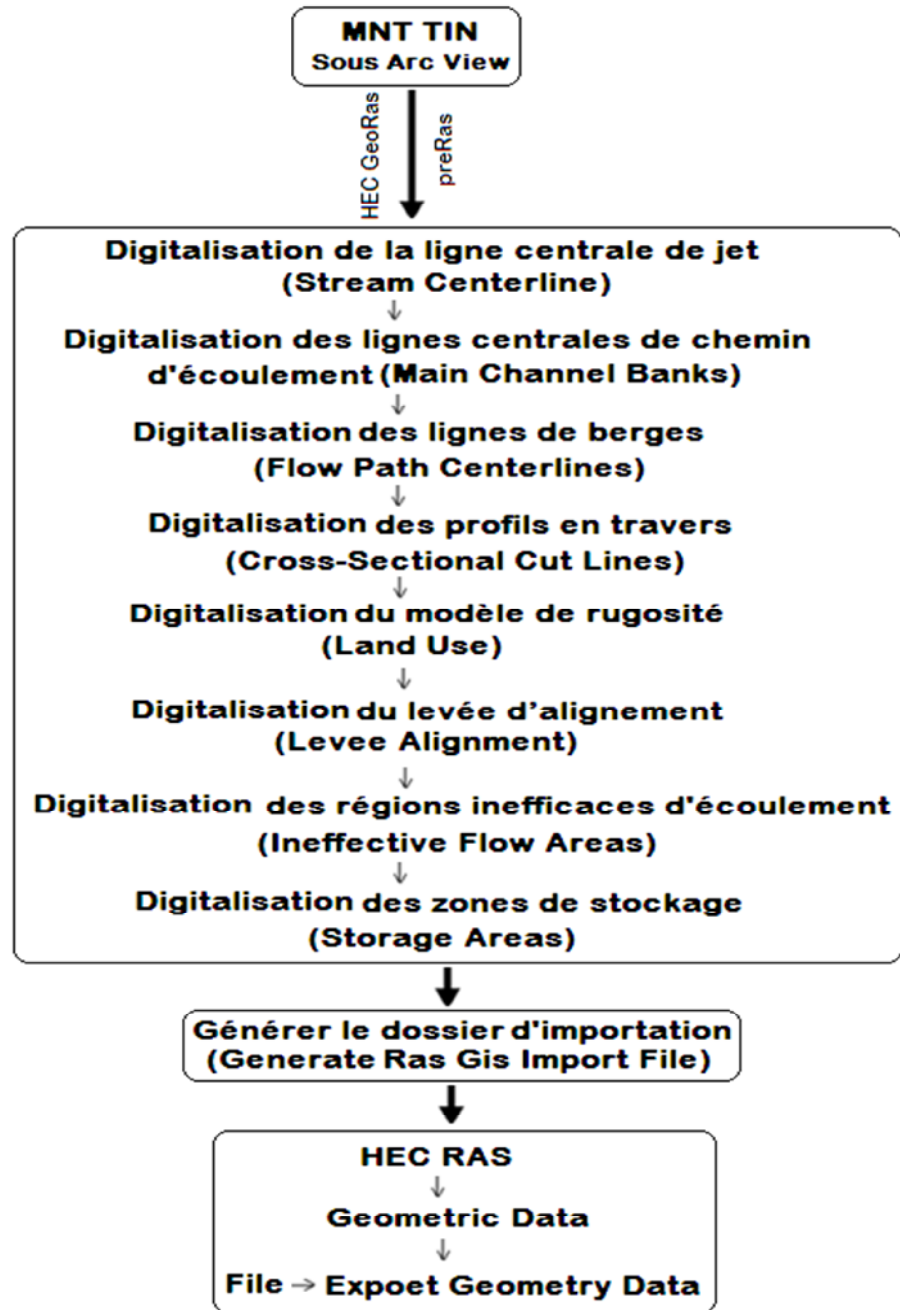 MNT TIN
Sous Arc View
HEC GeoRas
preRas
Digitalisation de la ligne centrale de jet
(Stream Centerline)
Digitalisation des lignes centrales de chemin
d'écoulement (Main Channel Banks)
Digitalisation des lignes de berges
(Flow Path Centerlines)
Digitalisation des profils en travers
(Cross-Sectional Cut Lines)
Digitalisation du modèle de rugosité
(Land Use)
Digitalisation du levée d’alignement
(Levee Alignment)
Digitalisation des régions inefficaces d'écoulement
(Ineffective Flow Areas)
Digitalisation des zones de stockage
(Storage Areas)
Générer le dossier d'importation
(Generate Ras Gis Import File)
HEC RAS
Geometric Data
File → Expoet Geometry Data